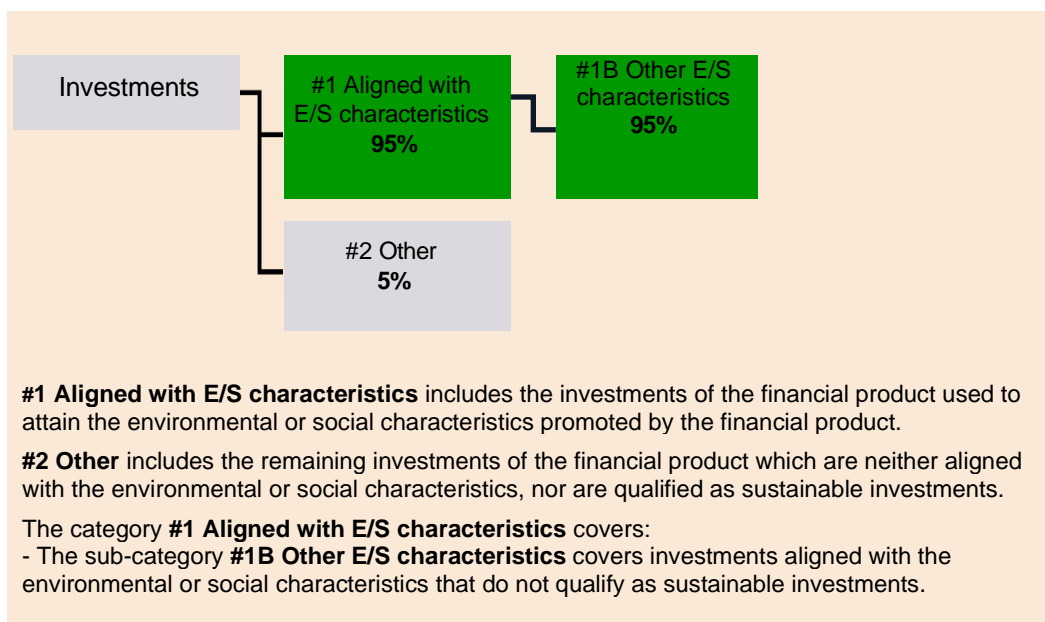 Investments
#1 Aligned with
E/S characteristics
95%
#1B Other E/S
characteristics
95%
#2 Other
5%
#1 Aligned with E/S characteristics includes the investments of the financial product used to
attain the environmental or social characteristics promoted by the financial product.
#2 Other includes the remaining investments of the financial product which are neither aligned
with the environmental or social characteristics, nor are qualified as sustainable investments.
The category #1 Aligned with E/S characteristics covers:
- The sub-category #1B Other E/S characteristics covers investments aligned with the
environmental or social characteristics that do not qualify as sustainable investments.